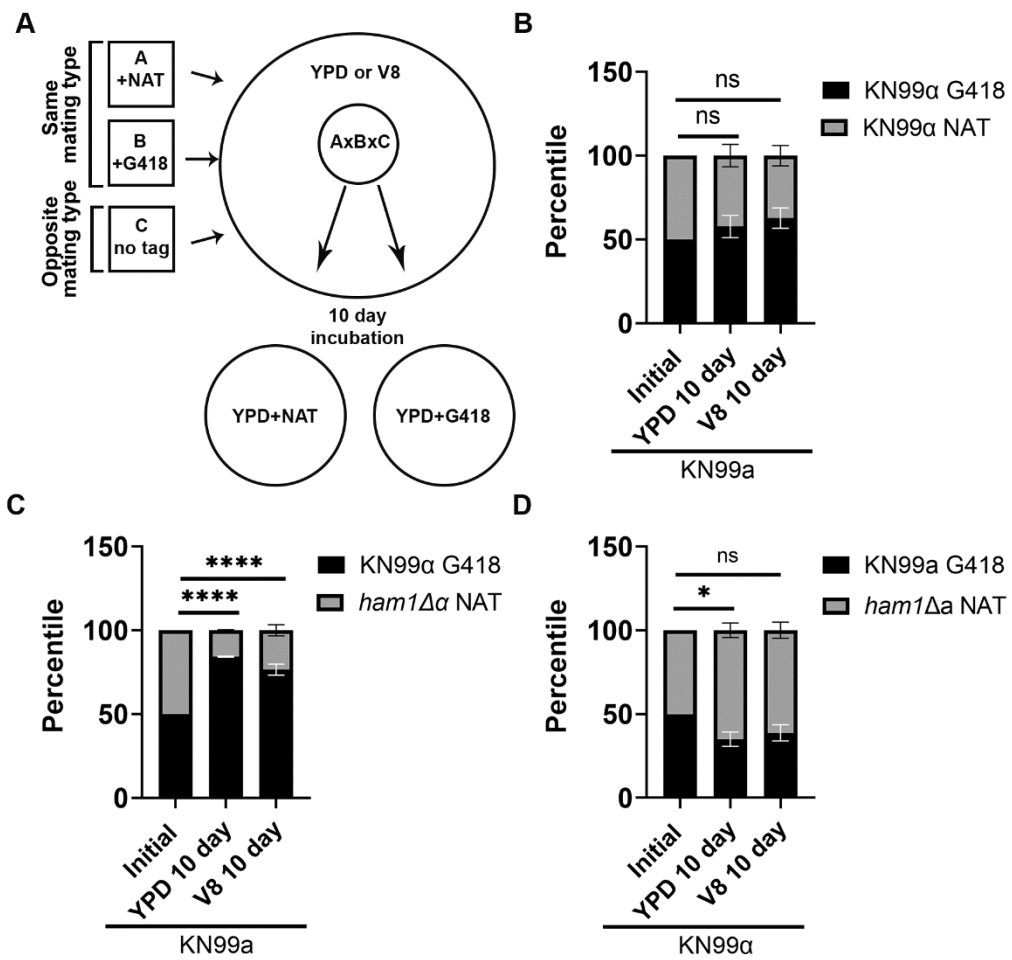 A
Same
mating type
A
+NAT
B
+G418
Opposite
mating type
C
no tag
YPD or V8
AxBxC
10 day
incubation
YPD+NAT
YPD+G418
B
Percentile
150
100
50
0
ns
ns
KN99α G418
KN99α NAT
Initial
YPD 10 day
V8 10 day
KN99a
C
Percentile
150
100
50
0
****
****
KN99α G418
ham1Δα NAT
Initial
YPD 10 day
V8 10 day
KN99a
D
Percentile
150
100
50
0
ns
*
KN99a G418
ham1Δa NAT
Initial
YPD 10 day
V8 10 day
KN99α